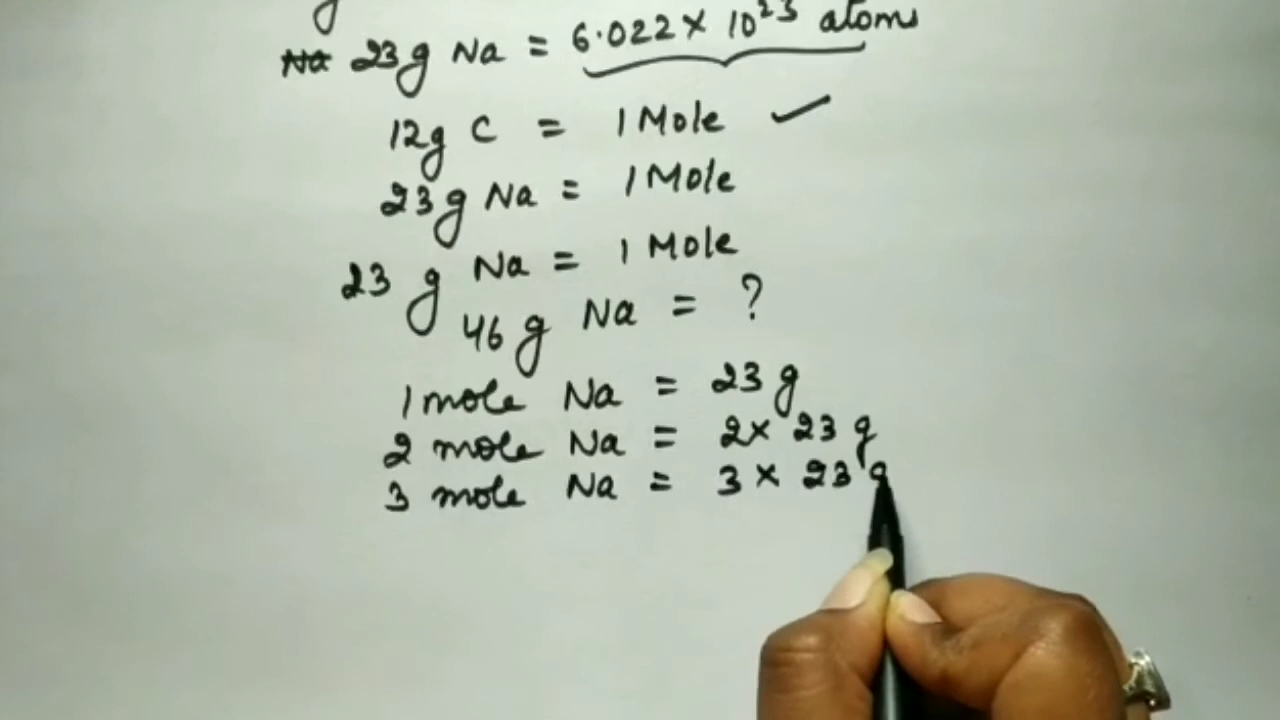 23g Na = 6.022 × 10²³ atoms
12g C = 1 Mole ✓
23g Na = 1 Mole
23 g Na = 1 Mole
46 g Na = ?
1 mole Na = 23 g
2 mole Na = 2 × 23 g
3 mole Na = 3 × 23 g